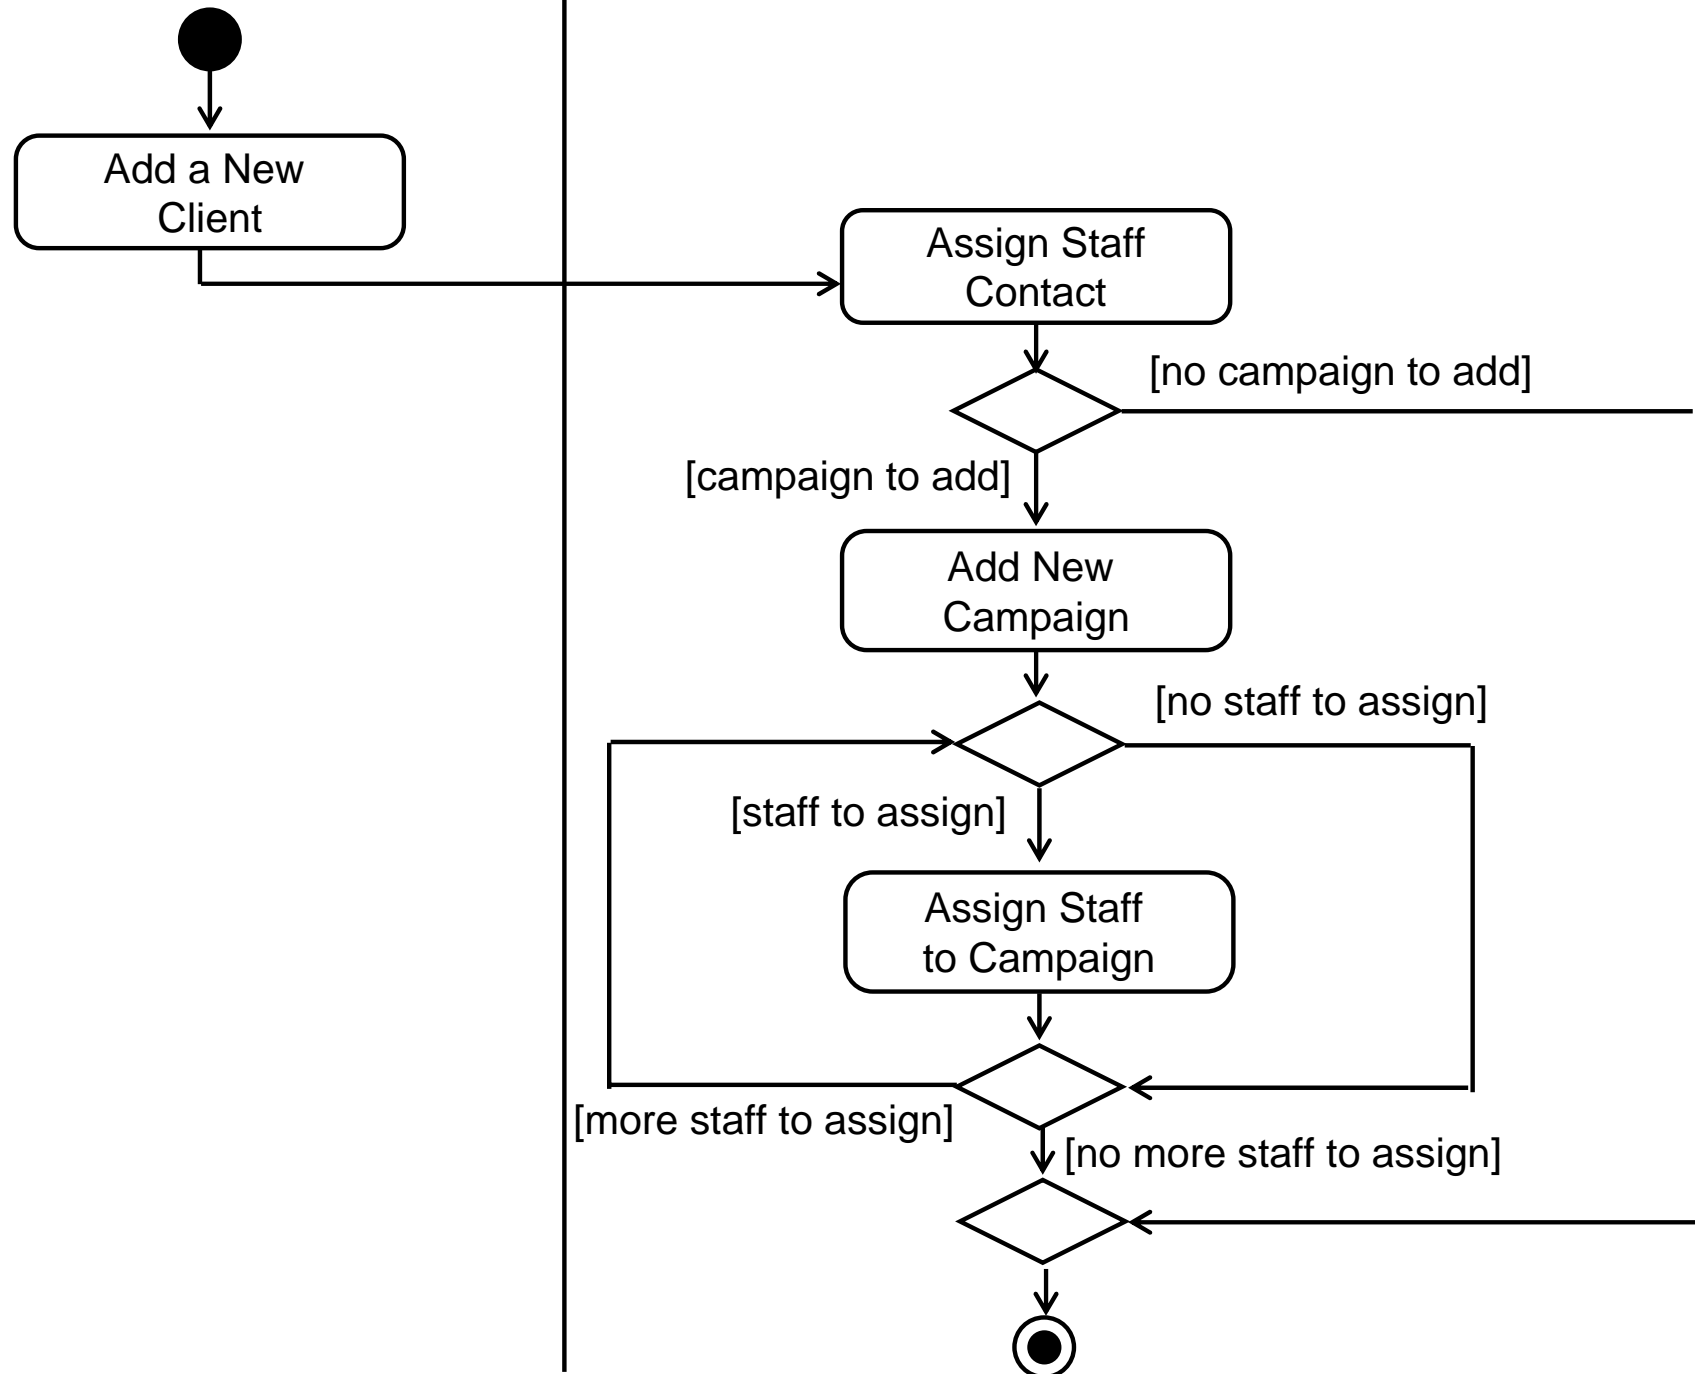 Add a New
Client
Assign Staff
Contact
[no campaign to add]
[campaign to add]
Add New
Campaign
[no staff to assign]
[staff to assign]
Assign Staff
to Campaign
[more staff to assign]
[no more staff to assign]